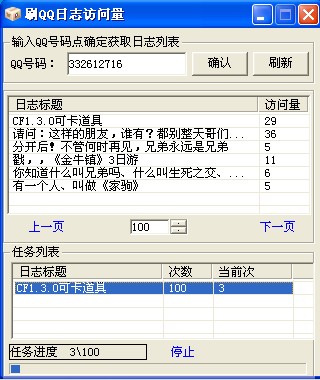 刷QQ日志访问量
输入QQ号码点确定获取日志列表
QQ号码： 332612716 确认 刷新
日志标题 访问量
CF1.3.0可卡道具 29
请问：这样的朋友，谁有？都别整天哥们... 36
分开后！不管何时再见，兄弟永远是兄弟 5
戳，，《金牛镇》3日游 11
你知道什么叫兄弟吗、什么叫生死之交、... 6
有一个人、叫做《家驹》 5
上一页 100 下一页
任务列表
日志标题 次数 当前次
CF1.3.0可卡道具 100 3
任务进度 3\100 停止